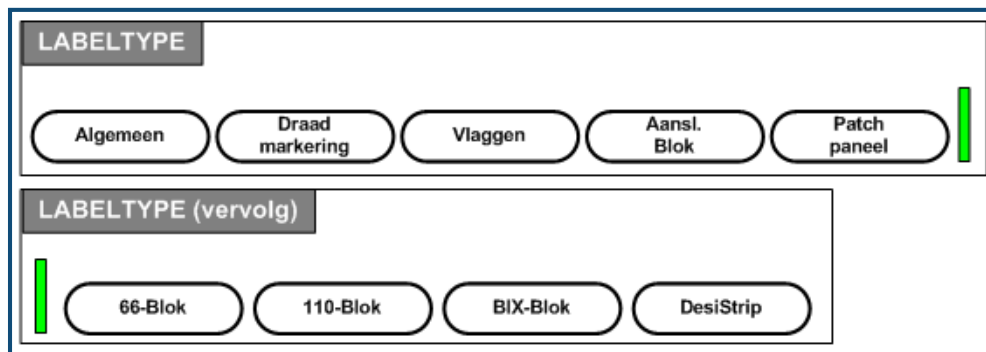 LABELTYPE
Algemeen
Draad
markering
Vlaggen
Aansl.
Blok
Patch
paneel
LABELTYPE (vervolg)
66-Blok
110-Blok
BIX-Blok
DesiStrip